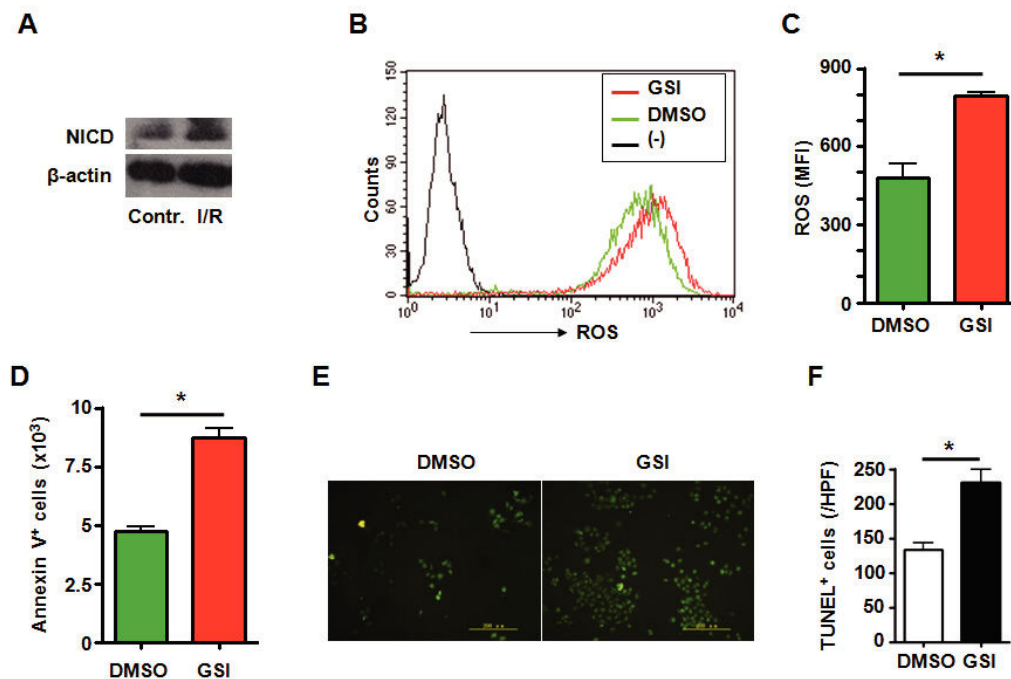 A
NICD
β-actin
Contr. I/R
B
Counts
150
120
90
60
30
0
10⁰ 10¹ 10² 10³ 10⁴
ROS
GSI
DMSO
(-)
C
*
ROS (MFI)
900
600
300
0
DMSO GSI
D
*
Annexin V⁺ cells (x10³)
10
7.5
5
2.5
0
DMSO GSI
E
DMSO GSI
F
*
TUNEL⁺ cells (/HPF)
250
200
150
100
50
0
DMSO GSI